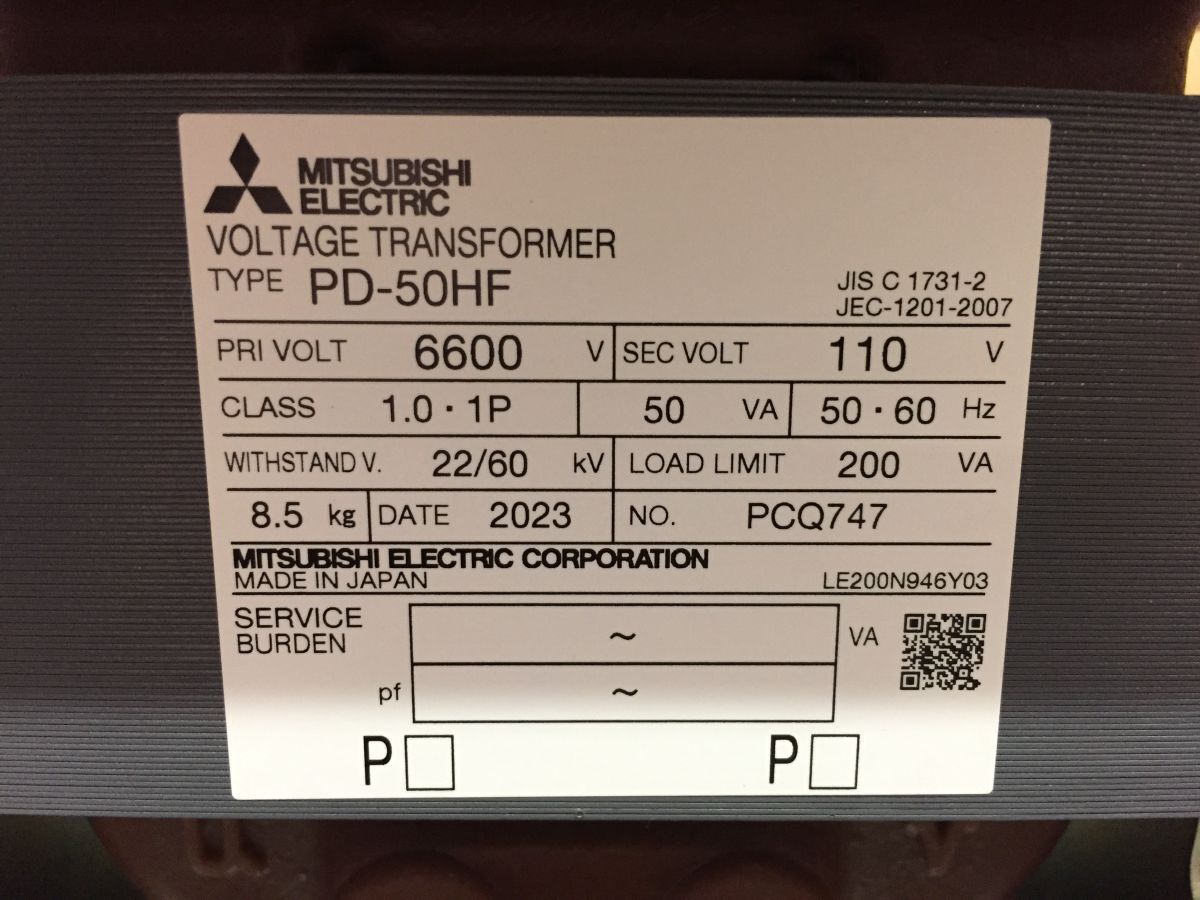 MITSUBISHI
ELECTRIC
VOLTAGE TRANSFORMER
TYPE PD-50HF
JIS C 1731-2
JEC-1201-2007
PRI VOLT 6600 V SEC VOLT 110 V
CLASS 1.0・1P 50 VA 50・60 Hz
WITHSTAND V. 22/60 kV LOAD LIMIT 200 VA
8.5 kg DATE 2023 NO. PCQ747
MITSUBISHI ELECTRIC CORPORATION
MADE IN JAPAN LE200N946Y03
SERVICE
BURDEN ~ VA
pf ~
P P